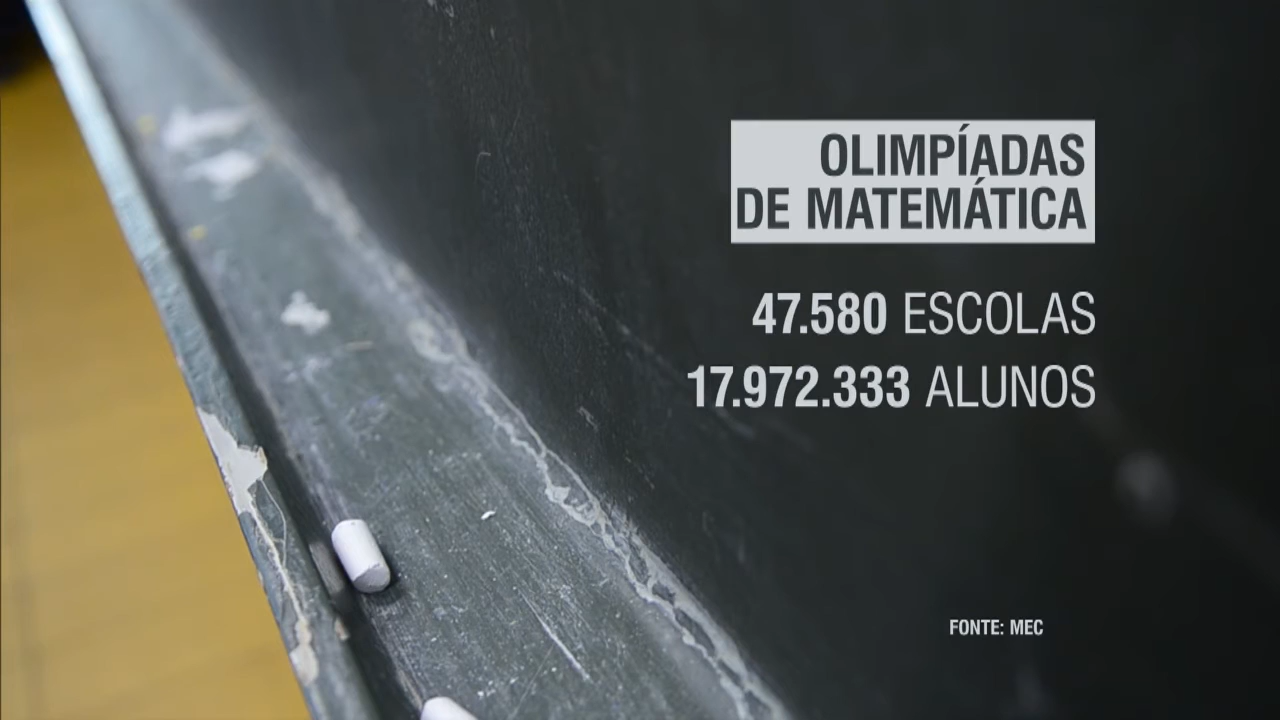 OLIMPÍADAS
DE MATEMÁTICA
47.580 ESCOLAS
17.972.333 ALUNOS
FONTE: MEC